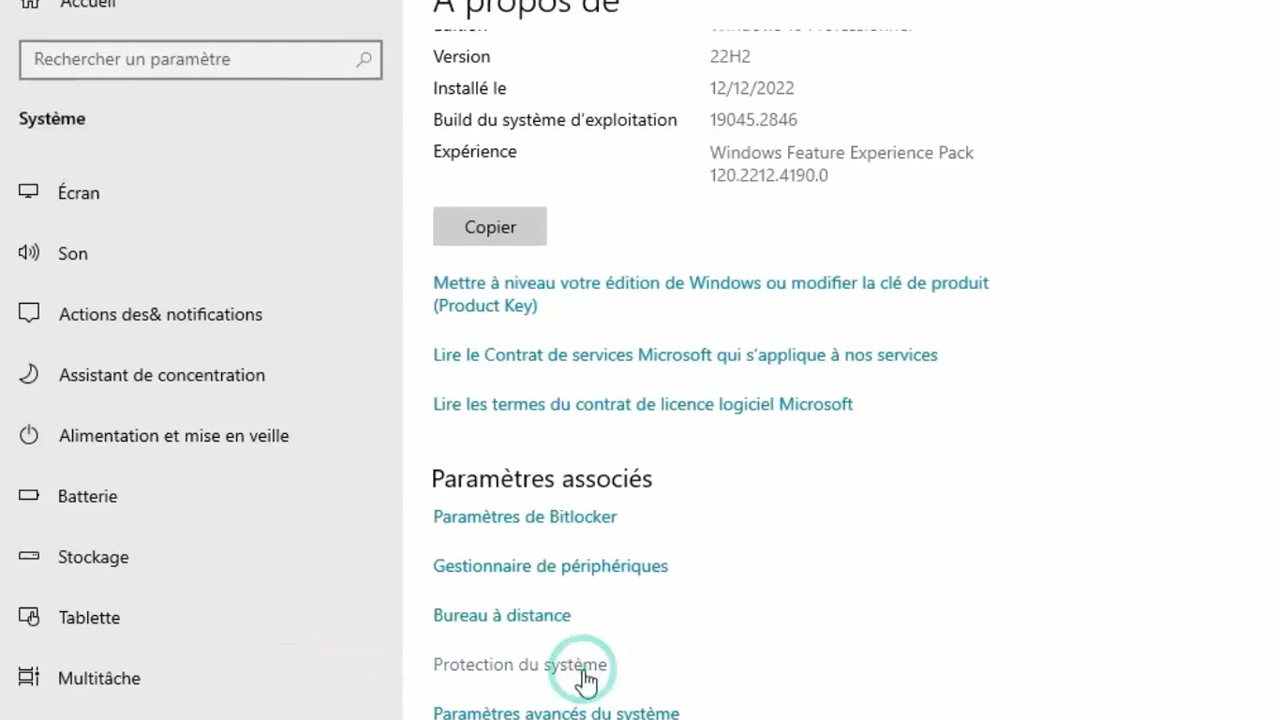 Accueil
À propos de
Rechercher un paramètre
Système
Écran
Son
Actions des& notifications
Assistant de concentration
Alimentation et mise en veille
Batterie
Stockage
Tablette
Multitâche
Édition Windows 10 Professionnel
Version 22H2
Installé le 12/12/2022
Build du système d'exploitation 19045.2846
Expérience Windows Feature Experience Pack
120.2212.4190.0
Copier
Mettre à niveau votre édition de Windows ou modifier la clé de produit
(Product Key)
Lire le Contrat de services Microsoft qui s'applique à nos services
Lire les termes du contrat de licence logiciel Microsoft
Paramètres associés
Paramètres de Bitlocker
Gestionnaire de périphériques
Bureau à distance
Protection du système
Paramètres avancés du système